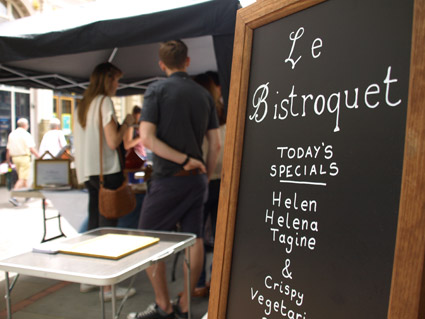 Le
Bistroquet
TODAY'S
SPECIALS
Helen
Helena
Tagine
&
Crispy